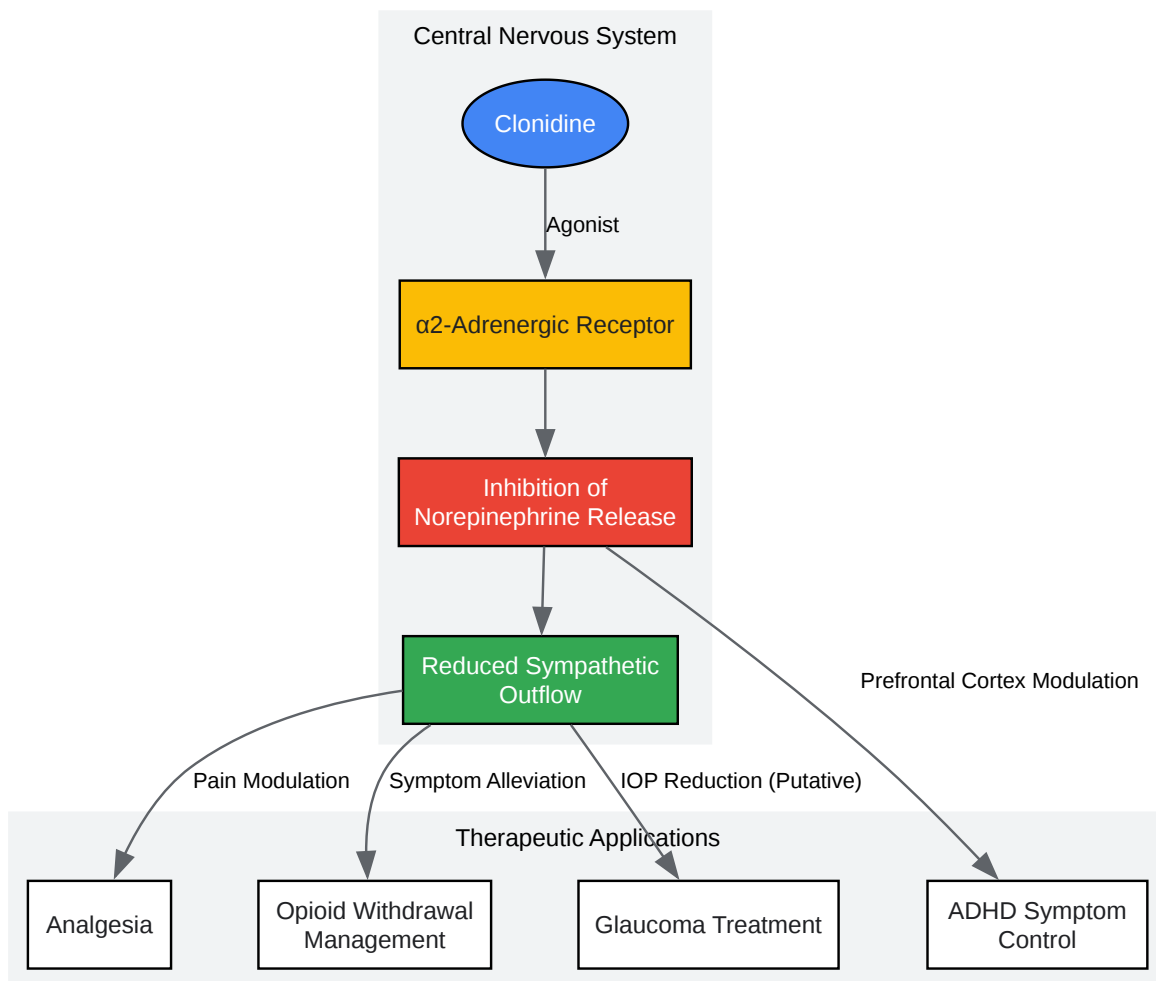 Central Nervous System
Clonidine
Agonist
α2-Adrenergic Receptor
Inhibition of
Norepinephrine Release
Reduced Sympathetic
Outflow
Prefrontal Cortex Modulation
Pain Modulation
Symptom Alleviation
IOP Reduction (Putative)
Therapeutic Applications
Analgesia
Opioid Withdrawal
Management
Glaucoma Treatment
ADHD Symptom
Control